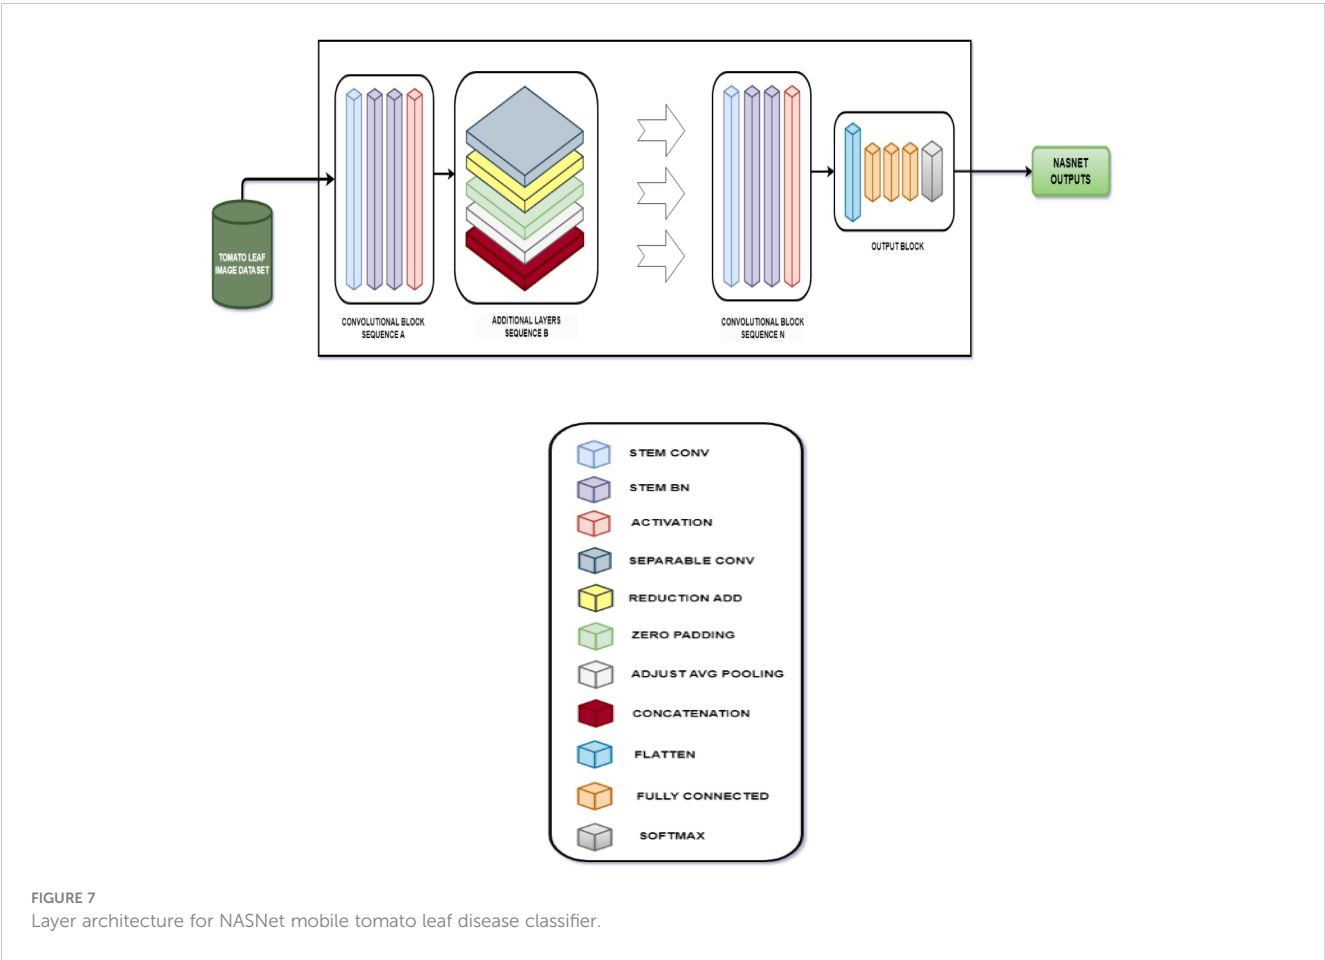 TOMATO LEAF
IMAGE DATASET
CONVOLUTIONAL BLOCK
SEQUENCE A
ADDITIONAL LAYERS
SEQUENCE B
CONVOLUTIONAL BLOCK
SEQUENCE N
OUTPUT BLOCK
NASNET
OUTPUTS
STEM CONV
STEM BN
ACTIVATION
SEPARABLE CONV
REDUCTION ADD
ZERO PADDING
ADJUST AVG POOLING
CONCATENATION
FLATTEN
FULLY CONNECTED
SOFTMAX
FIGURE 7
Layer architecture for NASNet mobile tomato leaf disease classifier.